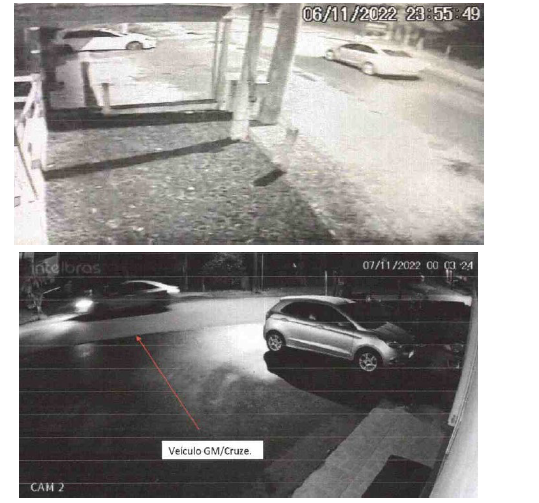 06/11/2022 23:55:49
intelbras
07/11/2022 00 03 24
Veículo GM/Cruze.
CAM 2